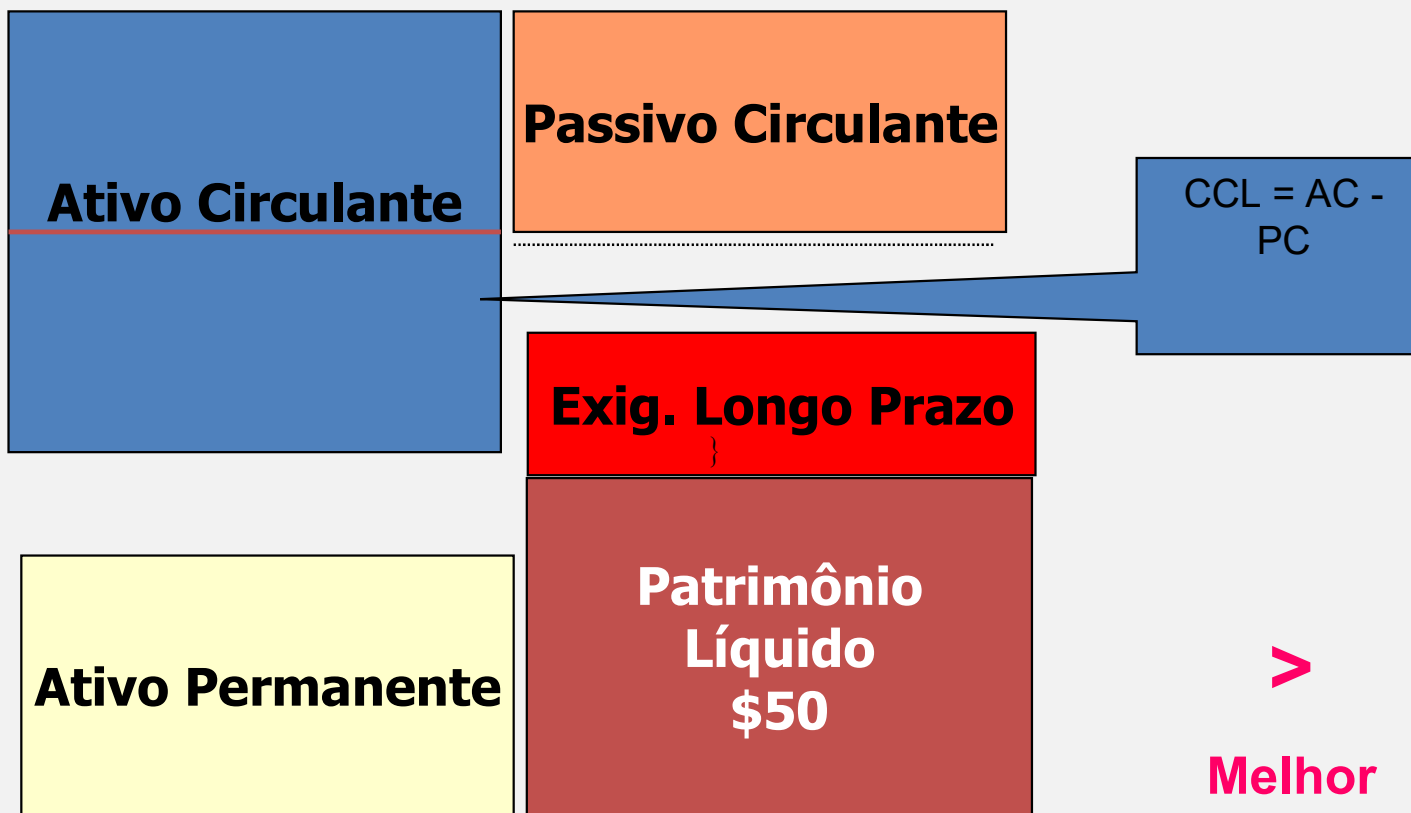 Passivo Circulante
Ativo Circulante
CCL = AC -
PC
Exig. Longo Prazo
}
Patrimônio
Líquido
$50
Ativo Permanente
>
Melhor